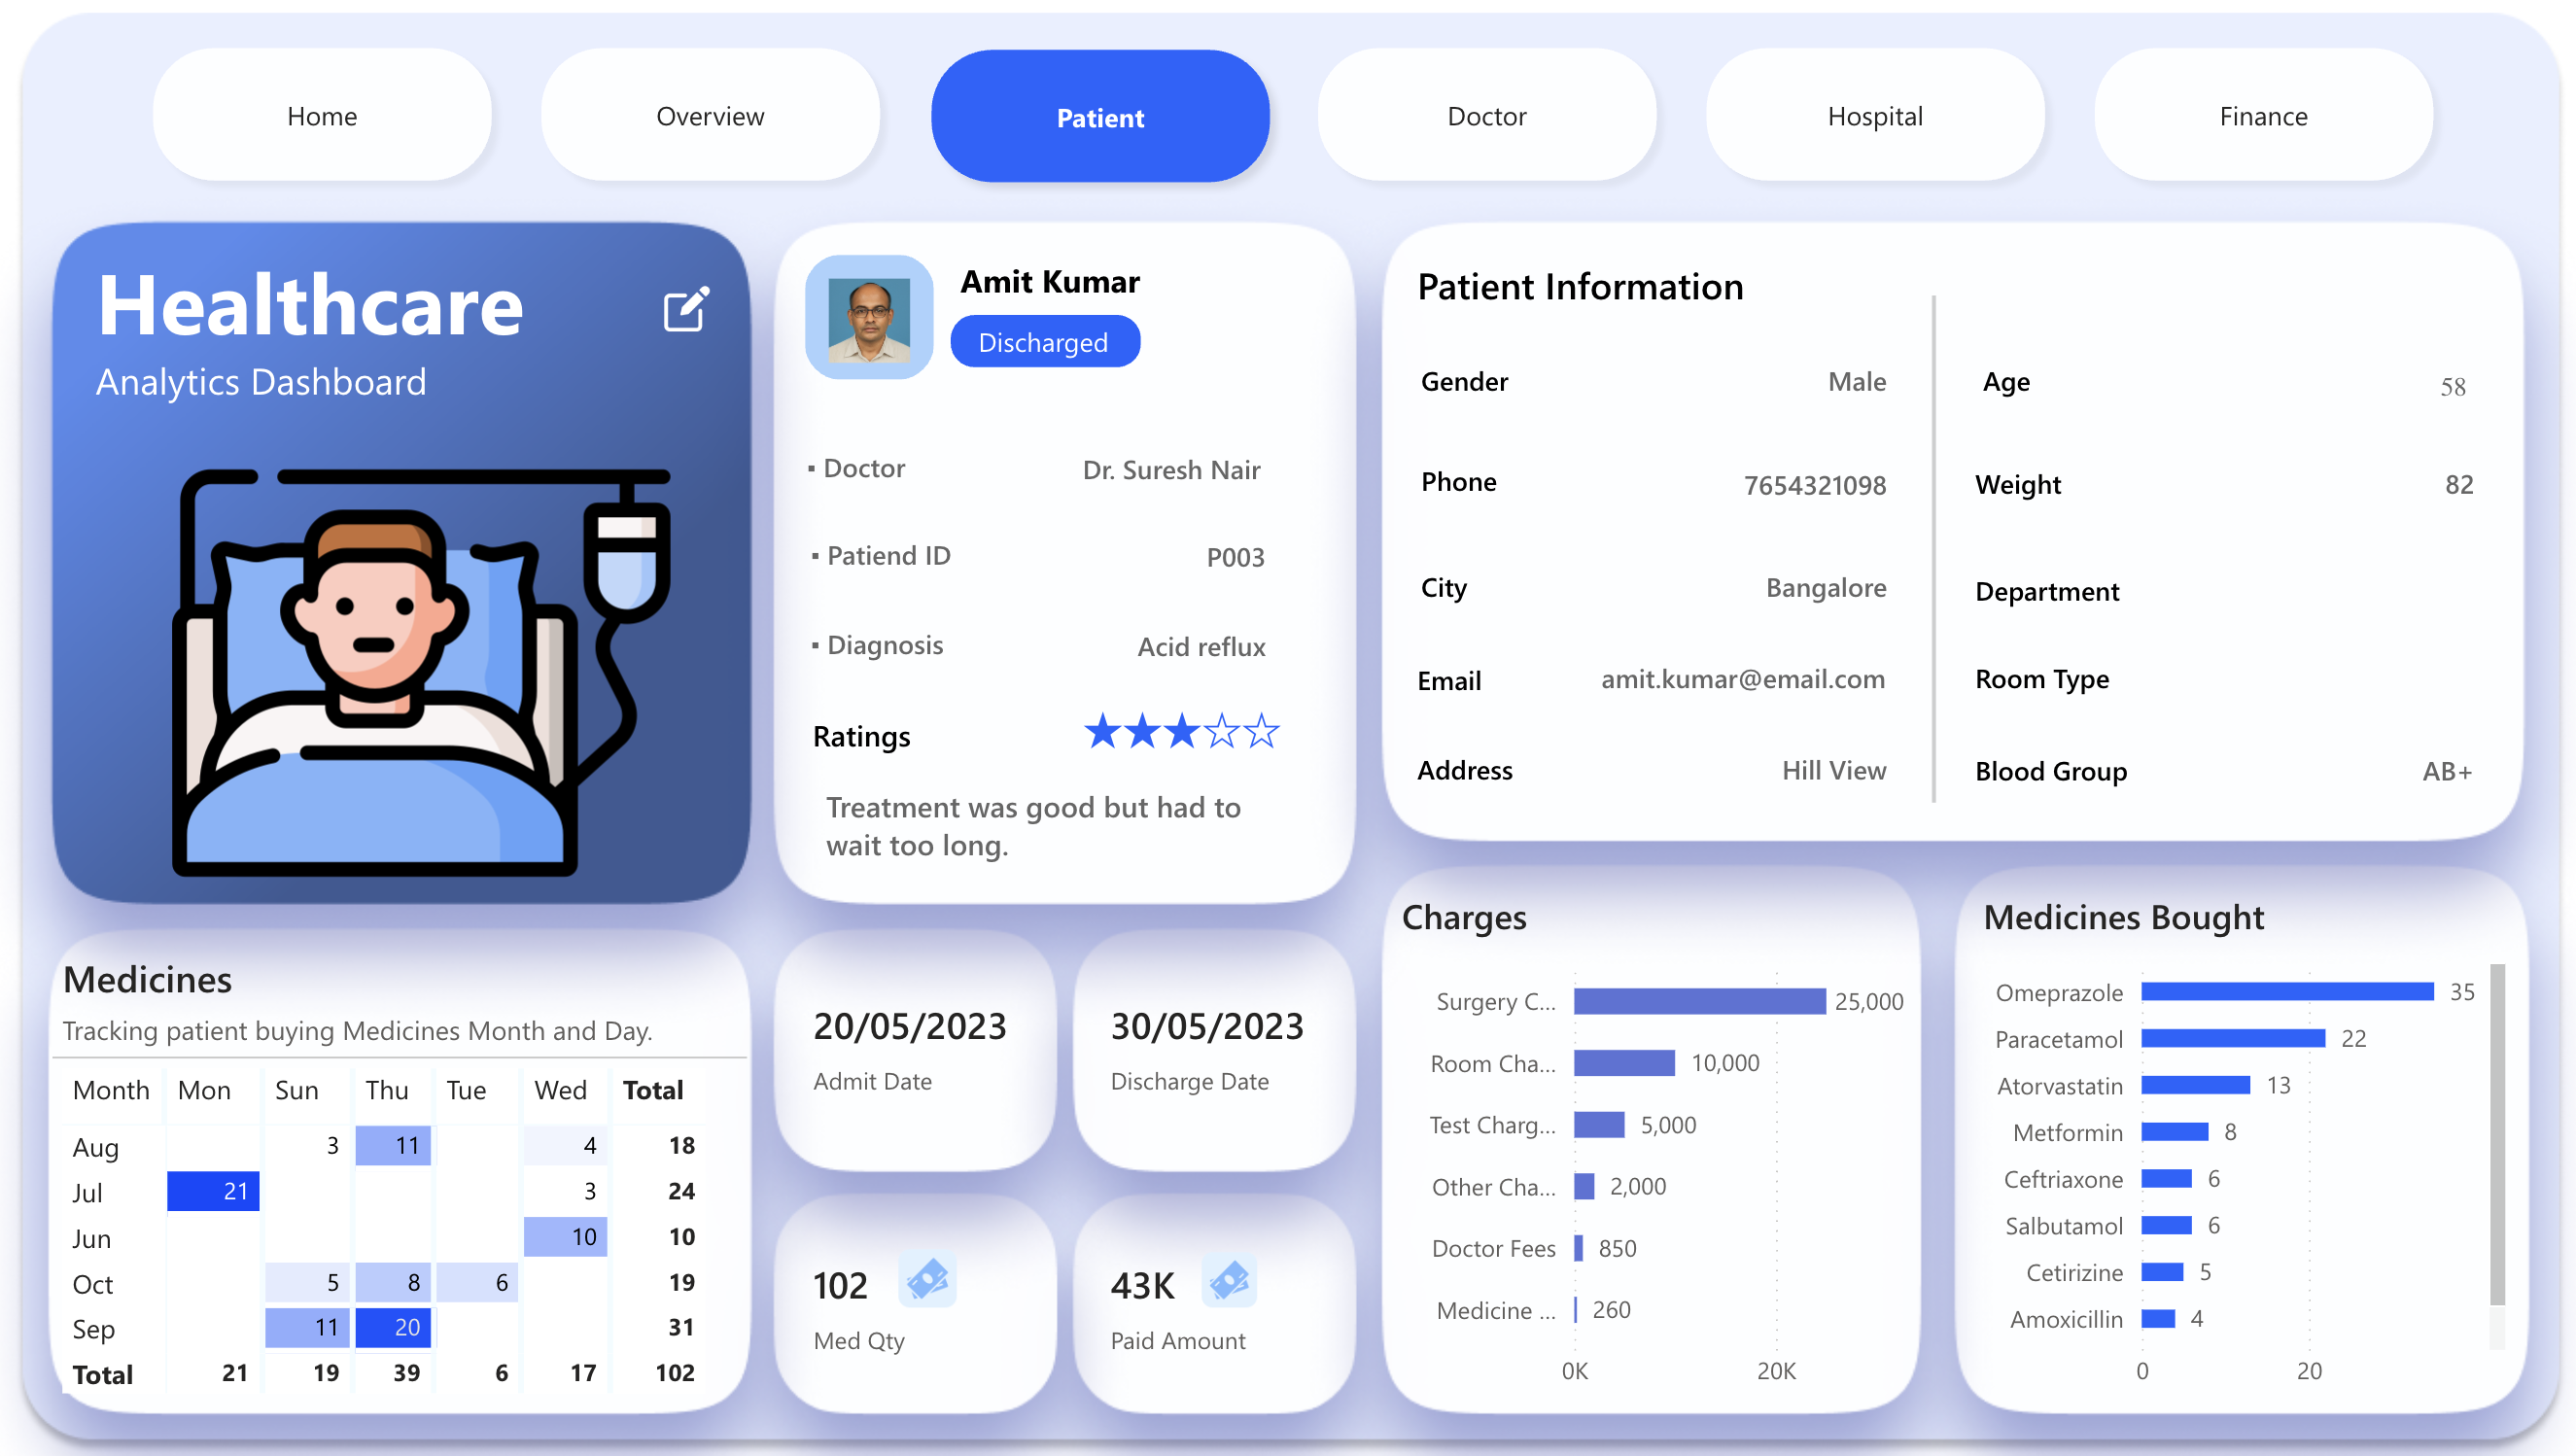 Home
Overview
Patient
Doctor
Hospital
Finance
Healthcare
Analytics Dashboard
Amit Kumar
Discharged
▪ Doctor Dr. Suresh Nair
▪ Patiend ID P003
▪ Diagnosis Acid reflux
Ratings ★★★☆☆
Treatment was good but had to
wait too long.
Patient Information
Gender Male
Phone 7654321098
City Bangalore
Email amit.kumar@email.com
Address Hill View
Age 58
Weight 82
Department
Room Type
Blood Group AB+
Medicines
Tracking patient buying Medicines Month and Day.
Month Mon Sun Thu Tue Wed Total
Aug 3 11 4 18
Jul 21 3 24
Jun 10 10
Oct 5 8 6 19
Sep 11 20 31
Total 21 19 39 6 17 102
20/05/2023
Admit Date
30/05/2023
Discharge Date
102
Med Qty
43K
Paid Amount
Charges
Surgery C... 25,000
Room Cha... 10,000
Test Charg... 5,000
Other Cha... 2,000
Doctor Fees 850
Medicine ... 260
0K 20K
Medicines Bought
Omeprazole 35
Paracetamol 22
Atorvastatin 13
Metformin 8
Ceftriaxone 6
Salbutamol 6
Cetirizine 5
Amoxicillin 4
0 20